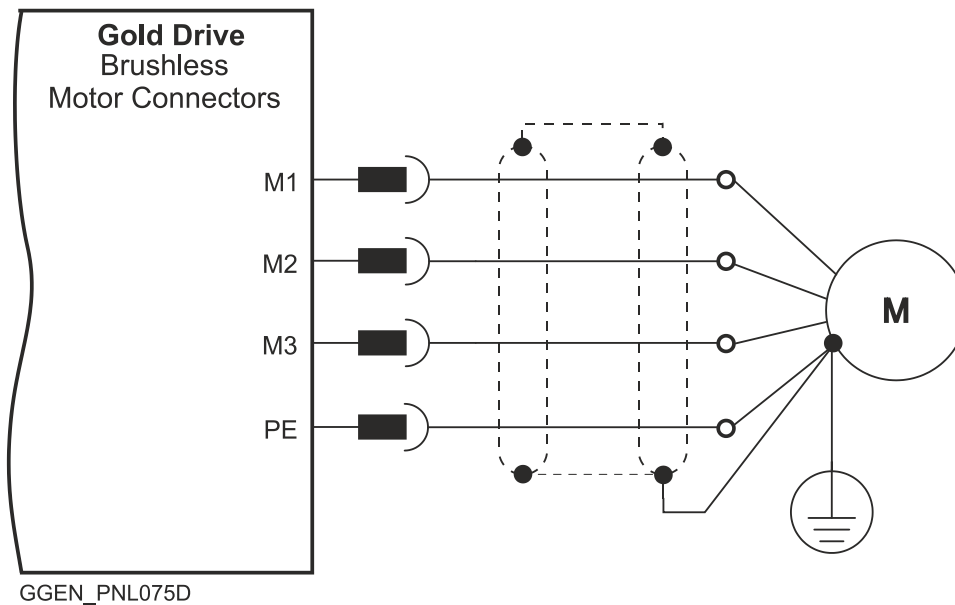 Gold Drive
Brushless
Motor Connectors
M1
M2
M3
PE
M
GGEN_PNL075D